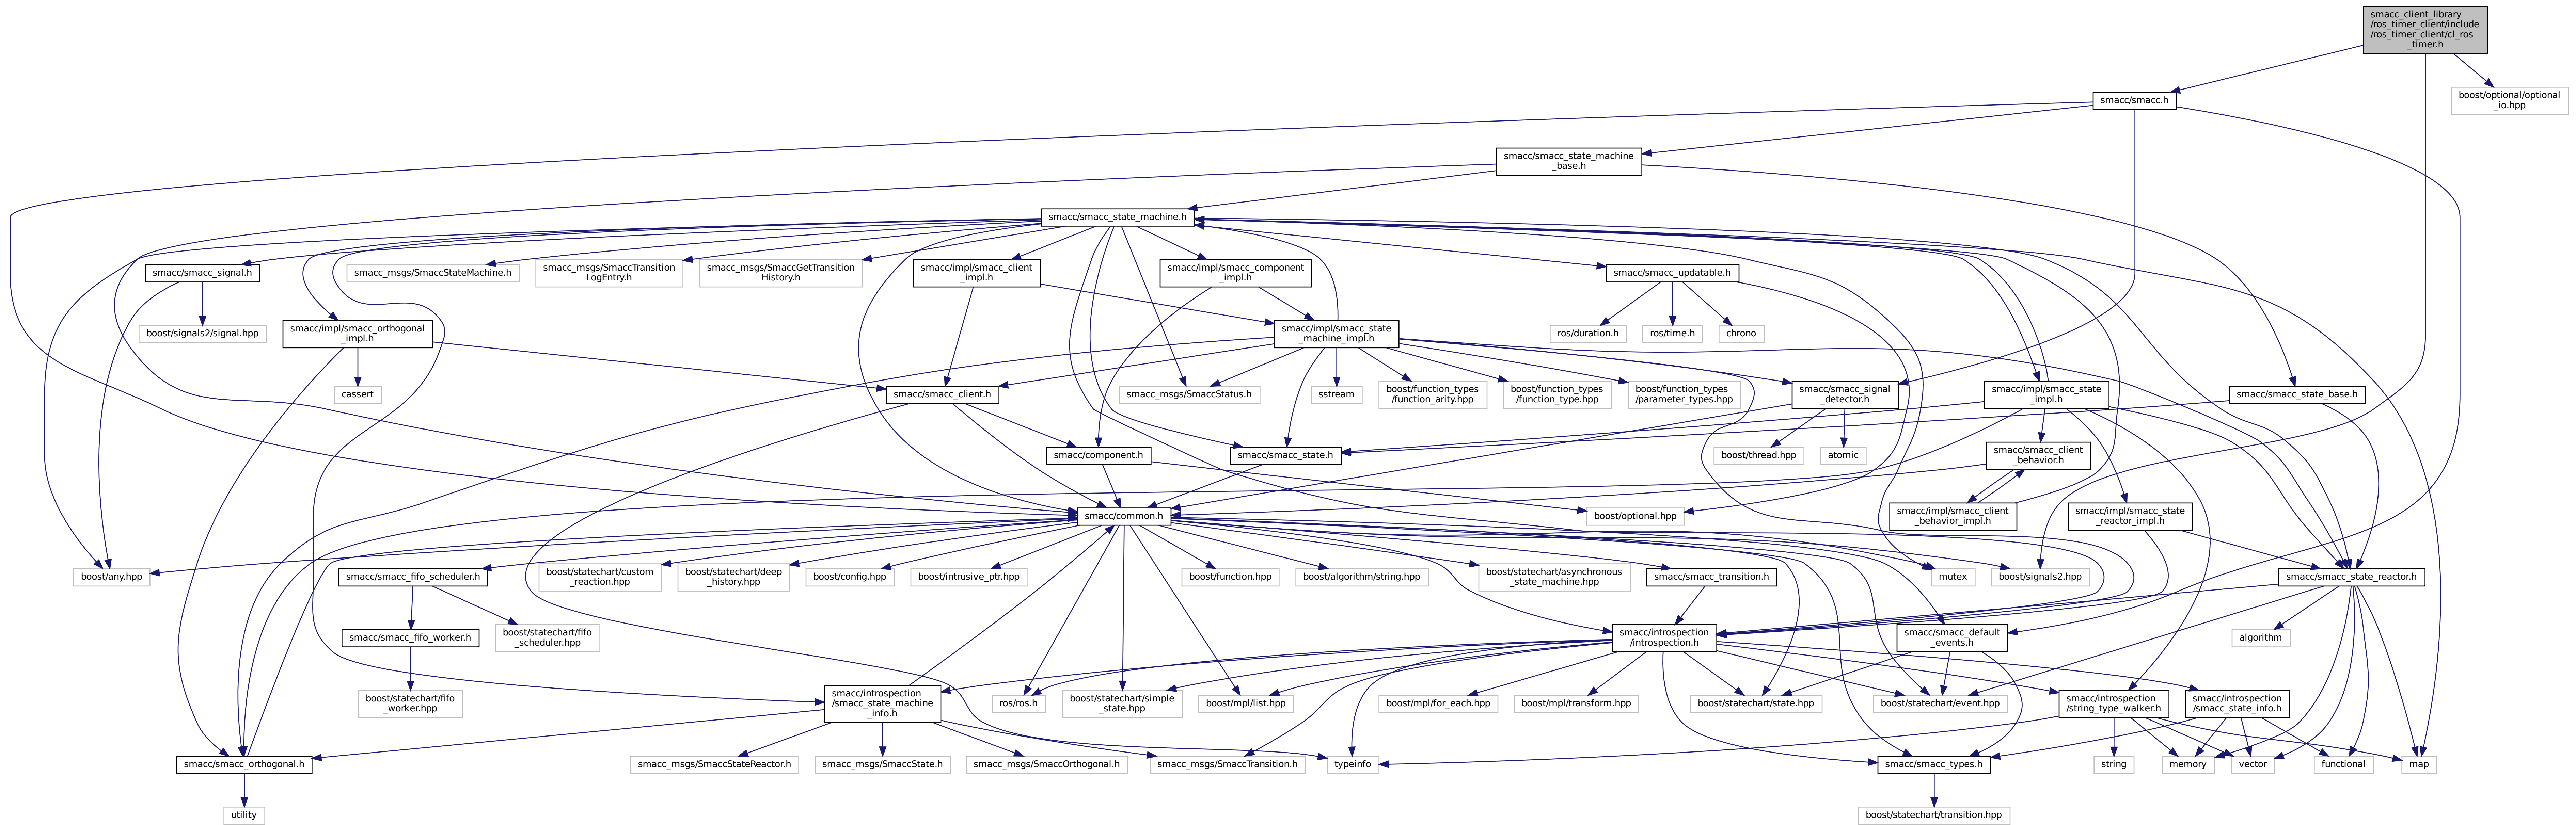 smacc_client_library
/ros_timer_client/include
/ros_timer_client/cl_ros
_timer.h
smacc/smacc.h
boost/optional/optional
_io.hpp
smacc/smacc_state_machine
_base.h
smacc/smacc_state_machine.h
smacc/smacc_signal.h
smacc_msgs/SmaccStateMachine.h
smacc_msgs/SmaccTransition
LogEntry.h
smacc_msgs/SmaccGetTransition
History.h
smacc/impl/smacc_client
_impl.h
smacc/impl/smacc_component
_impl.h
smacc/smacc_updatable.h
boost/signals2/signal.hpp
smacc/impl/smacc_orthogonal
_impl.h
smacc/impl/smacc_state
_machine_impl.h
ros/duration.h
ros/time.h
chrono
cassert
smacc/smacc_client.h
smacc_msgs/SmaccStatus.h
sstream
boost/function_types
/function_arity.hpp
boost/function_types
/function_type.hpp
boost/function_types
/parameter_types.hpp
smacc/smacc_signal
_detector.h
smacc/impl/smacc_state
_impl.h
smacc/smacc_state_base.h
smacc/component.h
smacc/smacc_state.h
boost/thread.hpp
atomic
smacc/smacc_client
_behavior.h
smacc/common.h
boost/optional.hpp
smacc/impl/smacc_client
_behavior_impl.h
smacc/impl/smacc_state
_reactor_impl.h
boost/any.hpp
smacc/smacc_fifo_scheduler.h
boost/statechart/custom
_reaction.hpp
boost/statechart/deep
_history.hpp
boost/config.hpp
boost/intrusive_ptr.hpp
boost/function.hpp
boost/algorithm/string.hpp
boost/statechart/asynchronous
_state_machine.hpp
smacc/smacc_transition.h
mutex
boost/signals2.hpp
smacc/smacc_state_reactor.h
smacc/smacc_fifo_worker.h
boost/statechart/fifo
_scheduler.hpp
smacc/introspection
/introspection.h
smacc/smacc_default
_events.h
algorithm
boost/statechart/fifo
_worker.hpp
smacc/introspection
/smacc_state_machine
_info.h
ros/ros.h
boost/statechart/simple
_state.hpp
boost/mpl/list.hpp
boost/mpl/for_each.hpp
boost/mpl/transform.hpp
boost/statechart/state.hpp
boost/statechart/event.hpp
smacc/introspection
/string_type_walker.h
smacc/introspection
/smacc_state_info.h
smacc/smacc_orthogonal.h
smacc_msgs/SmaccStateReactor.h
smacc_msgs/SmaccState.h
smacc_msgs/SmaccOrthogonal.h
smacc_msgs/SmaccTransition.h
typeinfo
smacc/smacc_types.h
string
memory
vector
functional
map
utility
boost/statechart/transition.hpp